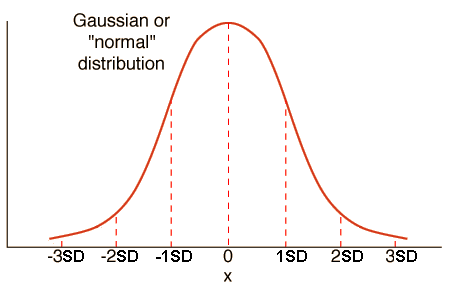 Gaussian or
"normal"
distribution
-3SD -2SD -1SD 0 1SD 2SD 3SD
x